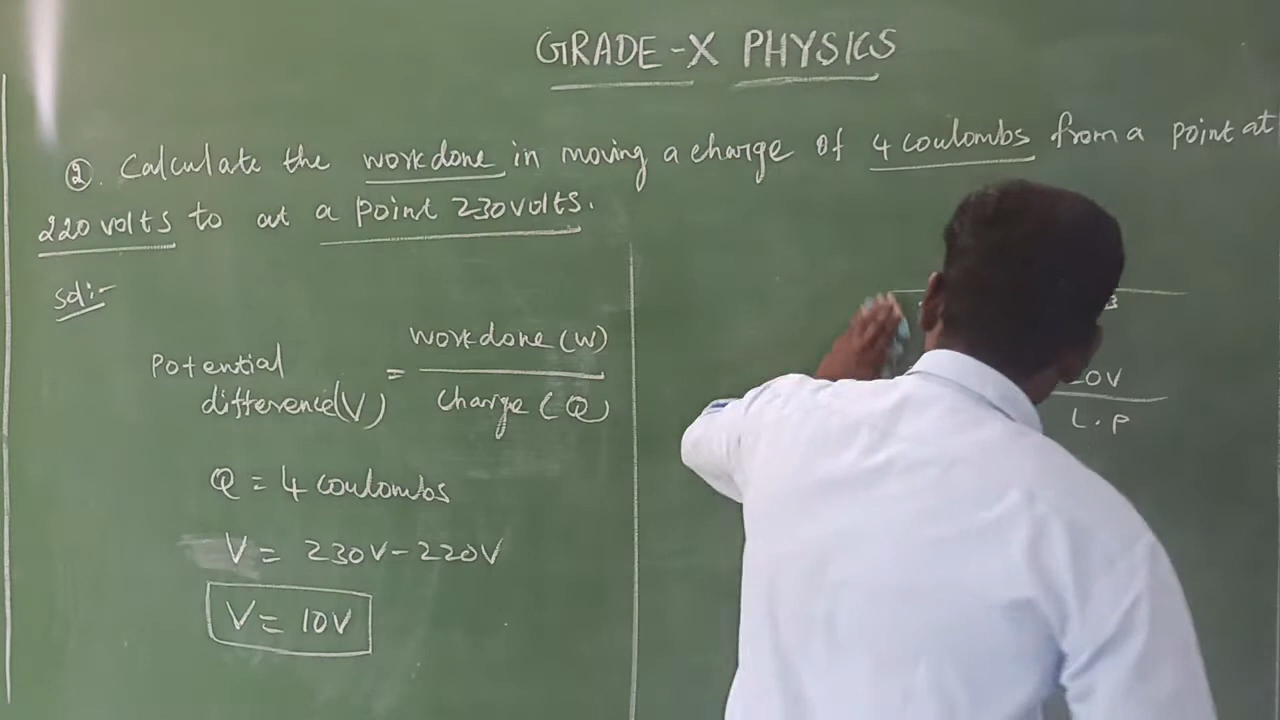 GRADE-X PHYSICS
②. Calculate the workdone in moving a charge of 4 coulombs from a point at
220 volts to at a point 230 volts.
Sol:-
Potential
difference(V) = workdone (W)
charge (Q)
Q = 4 coulombs
V = 230V - 220V
V = 10V
L.P